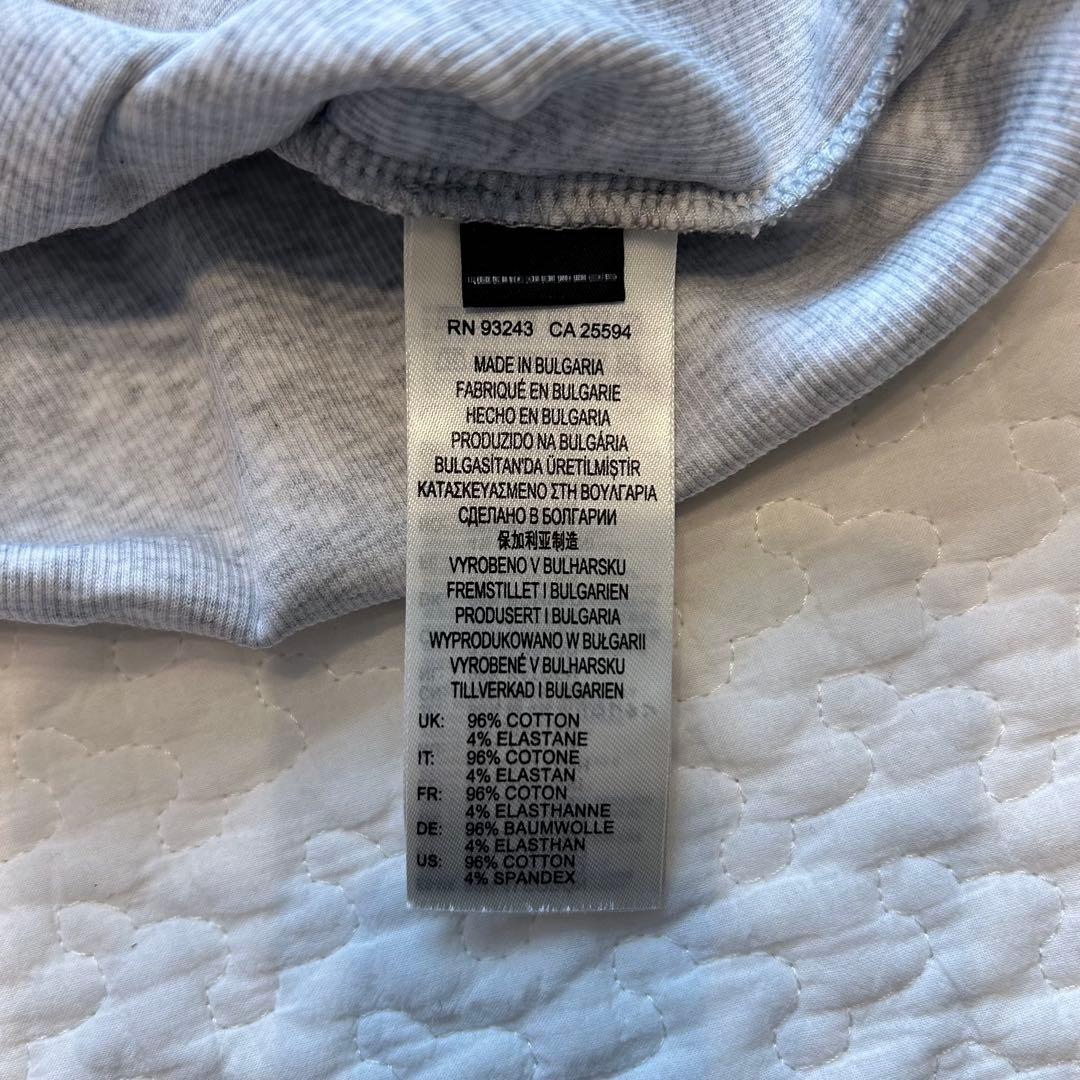 RN 93243 CA 25594
MADE IN BULGARIA
FABRIQUÉ EN BULGARIE
HECHO EN BULGARIA
PRODUZIDO NA BULGÁRIA
BULGASİTAN'DA ÜRETİLMİŞTİR
ΚΑΤΑΣΚΕΥΑΣΜΕΝΟ ΣΤΗ ΒΟΥΛΓΑΡΙΑ
СДЕЛАНО В БОЛГАРИИ
保加利亚制造
VYROBENO V BULHARSKU
FREMSTILLET I BULGARIEN
PRODUSERT I BULGARIA
WYPRODUKOWANO W BUŁGARII
VYROBENÉ V BULHARSKU
TILLVERKAD I BULGARIEN
UK: 96% COTTON
4% ELASTANE
IT: 96% COTONE
4% ELASTAN
FR: 96% COTON
4% ELASTHANNE
DE: 96% BAUMWOLLE
4% ELASTHAN
US: 96% COTTON
4% SPANDEX